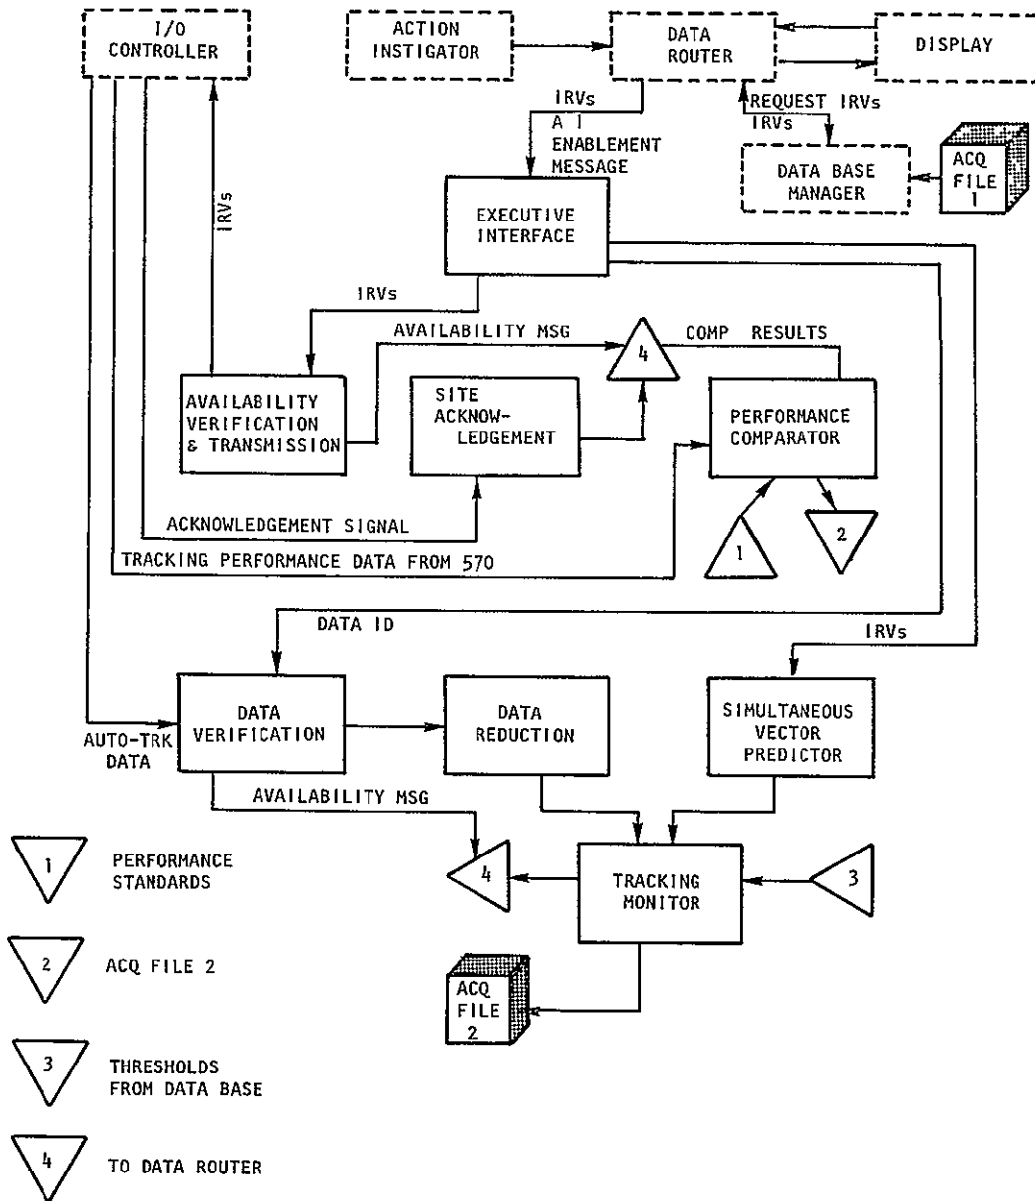 I/O
CONTROLLER
ACTION
INSTIGATOR
DATA
ROUTER
DISPLAY
IRVs
A I
ENABLEMENT
MESSAGE
REQUEST IRVs
IRVs
DATA BASE
MANAGER
ACQ
FILE
1
EXECUTIVE
INTERFACE
IRVs
IRVs
AVAILABILITY MSG
4
COMP RESULTS
AVAILABILITY
VERIFICATION
& TRANSMISSION
SITE
ACKNOW-
LEDGEMENT
PERFORMANCE
COMPARATOR
ACKNOWLEDGEMENT SIGNAL
TRACKING PERFORMANCE DATA FROM 570
1
2
DATA ID
IRVs
DATA
VERIFICATION
DATA
REDUCTION
SIMULTANEOUS
VECTOR
PREDICTOR
AUTO-TRK
DATA
AVAILABILITY MSG
4
TRACKING
MONITOR
3
ACQ
FILE
2
1
PERFORMANCE
STANDARDS
2
ACQ FILE 2
3
THRESHOLDS
FROM DATA BASE
4
TO DATA ROUTER